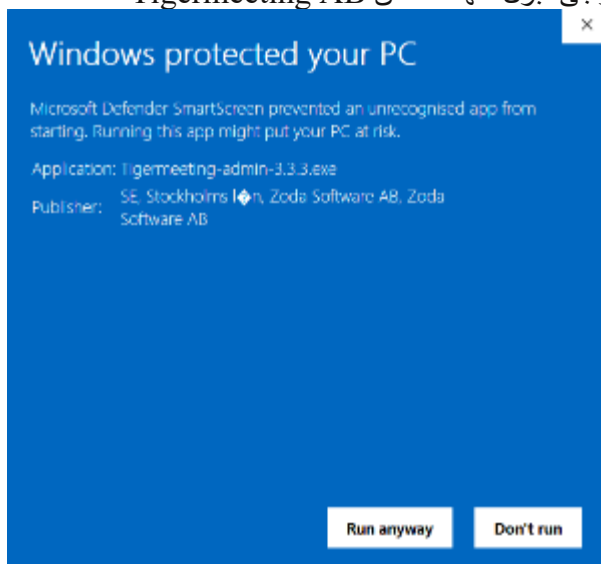 Tigermeeting AB
Windows protected your PC
Microsoft Defender SmartScreen prevented an unrecognised app from
starting. Running this app might put your PC at risk.
Application: Tigermeeting-admin-3.3.3.exe
Publisher: SE, Stockholms l�n, Zoda Software AB, Zoda
Software AB
Run anyway
Don't run